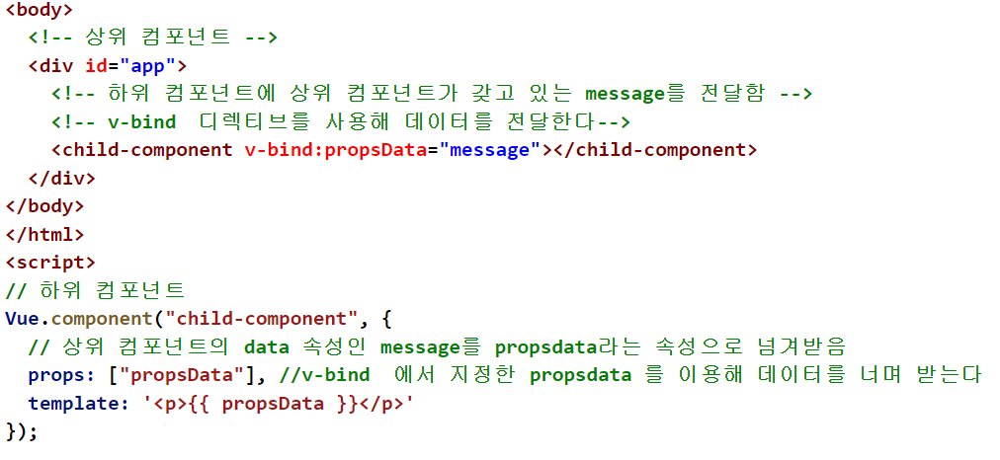 <body>
<!-- 상위 컴포넌트 -->
<div id="app">
<!-- 하위 컴포넌트에 상위 컴포넌트가 갖고 있는 message를 전달함 -->
<!-- v-bind 디렉티브를 사용해 데이터를 전달한다-->
<child-component v-bind:propsData="message"></child-component>
</div>
</body>
</html>
<script>
// 하위 컴포넌트
Vue.component("child-component", {
// 상위 컴포넌트의 data 속성인 message를 propsdata라는 속성으로 넘겨받음
props: ["propsData"], //v-bind 에서 지정한 propsdata 를 이용해 데이터를 너며 받는다
template: '<p>{{ propsData }}</p>'
});